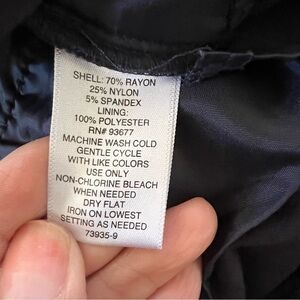 SHELL: 70% RAYON
25% NYLON
5% SPANDEX
LINING:
100% POLYESTER
RN# 93677
MACHINE WASH COLD
GENTLE CYCLE
WITH LIKE COLORS
USE ONLY
NON-CHLORINE BLEACH
WHEN NEEDED
DRY FLAT
IRON ON LOWEST
SETTING AS NEEDED
73935-9